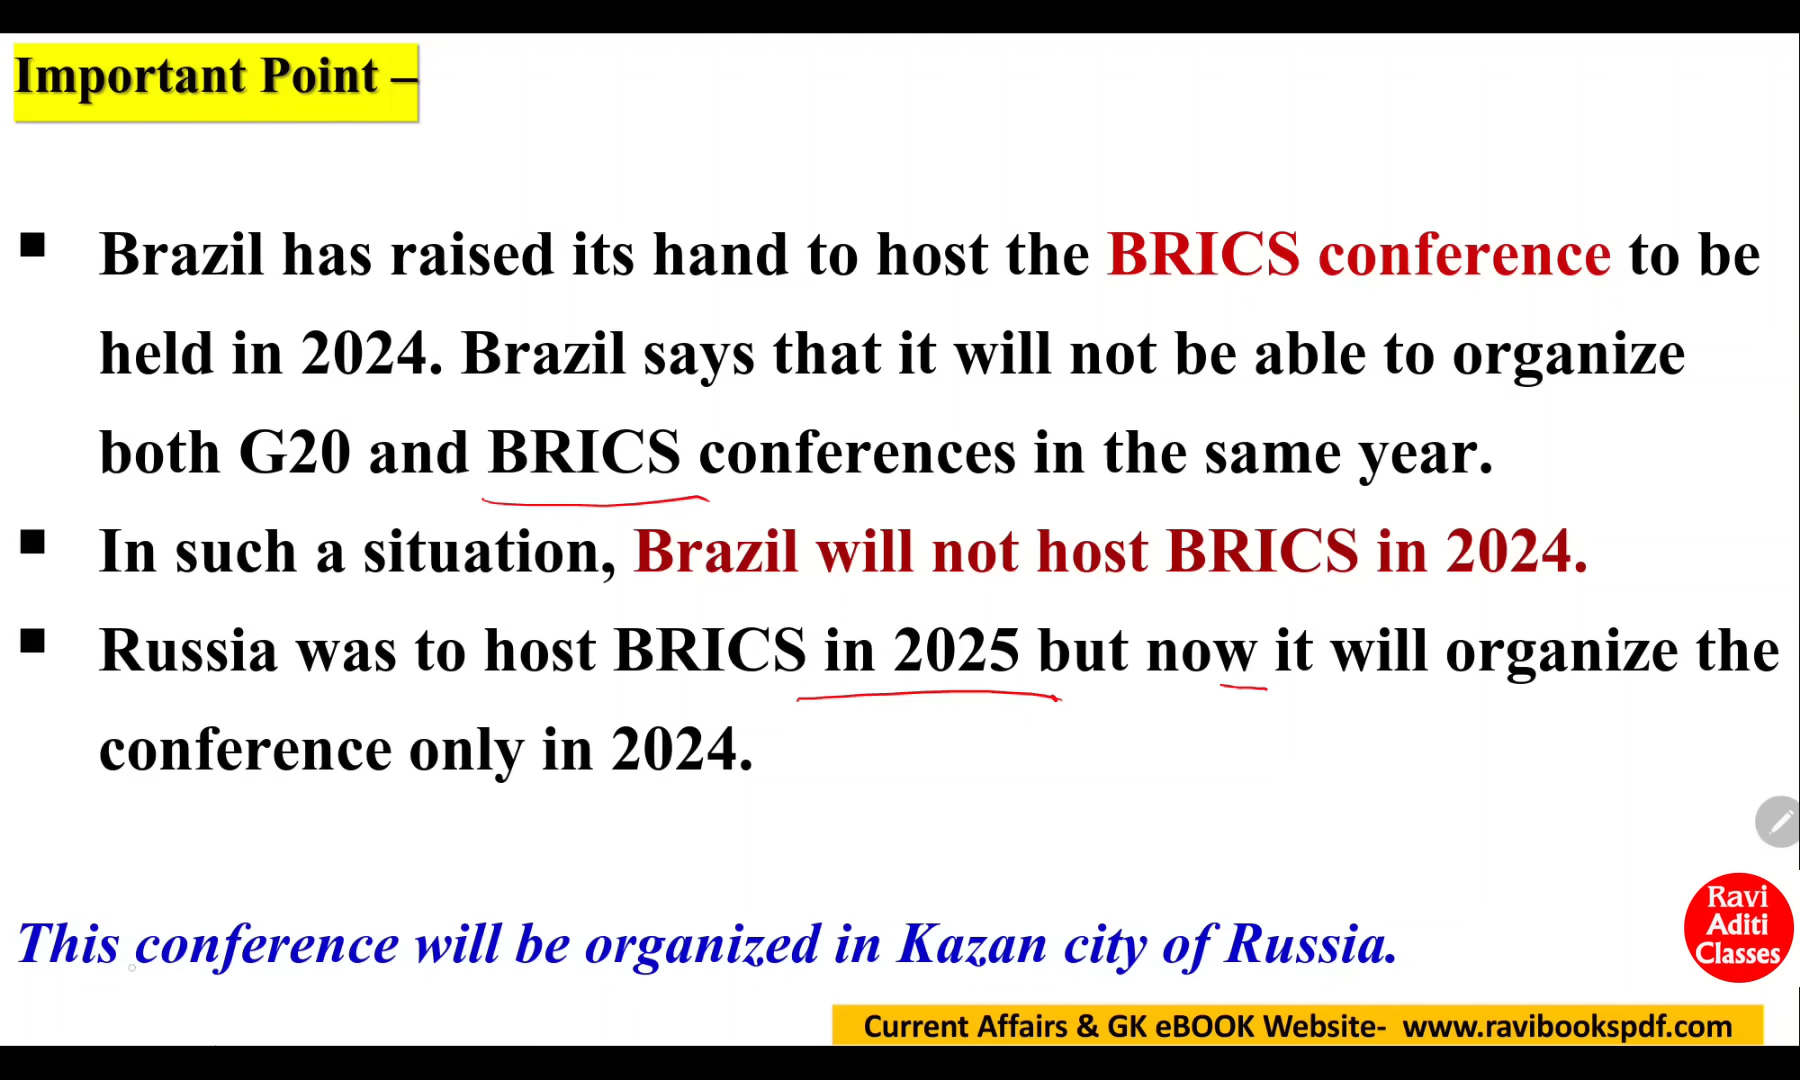 Important Point –
▪ Brazil has raised its hand to host the BRICS conference to be
held in 2024. Brazil says that it will not be able to organize
both G20 and BRICS conferences in the same year.
▪ In such a situation, Brazil will not host BRICS in 2024.
▪ Russia was to host BRICS in 2025 but now it will organize the
conference only in 2024.
This conference will be organized in Kazan city of Russia.
Ravi
Aditi
Classes
Current Affairs & GK eBOOK Website- www.ravibookspdf.com